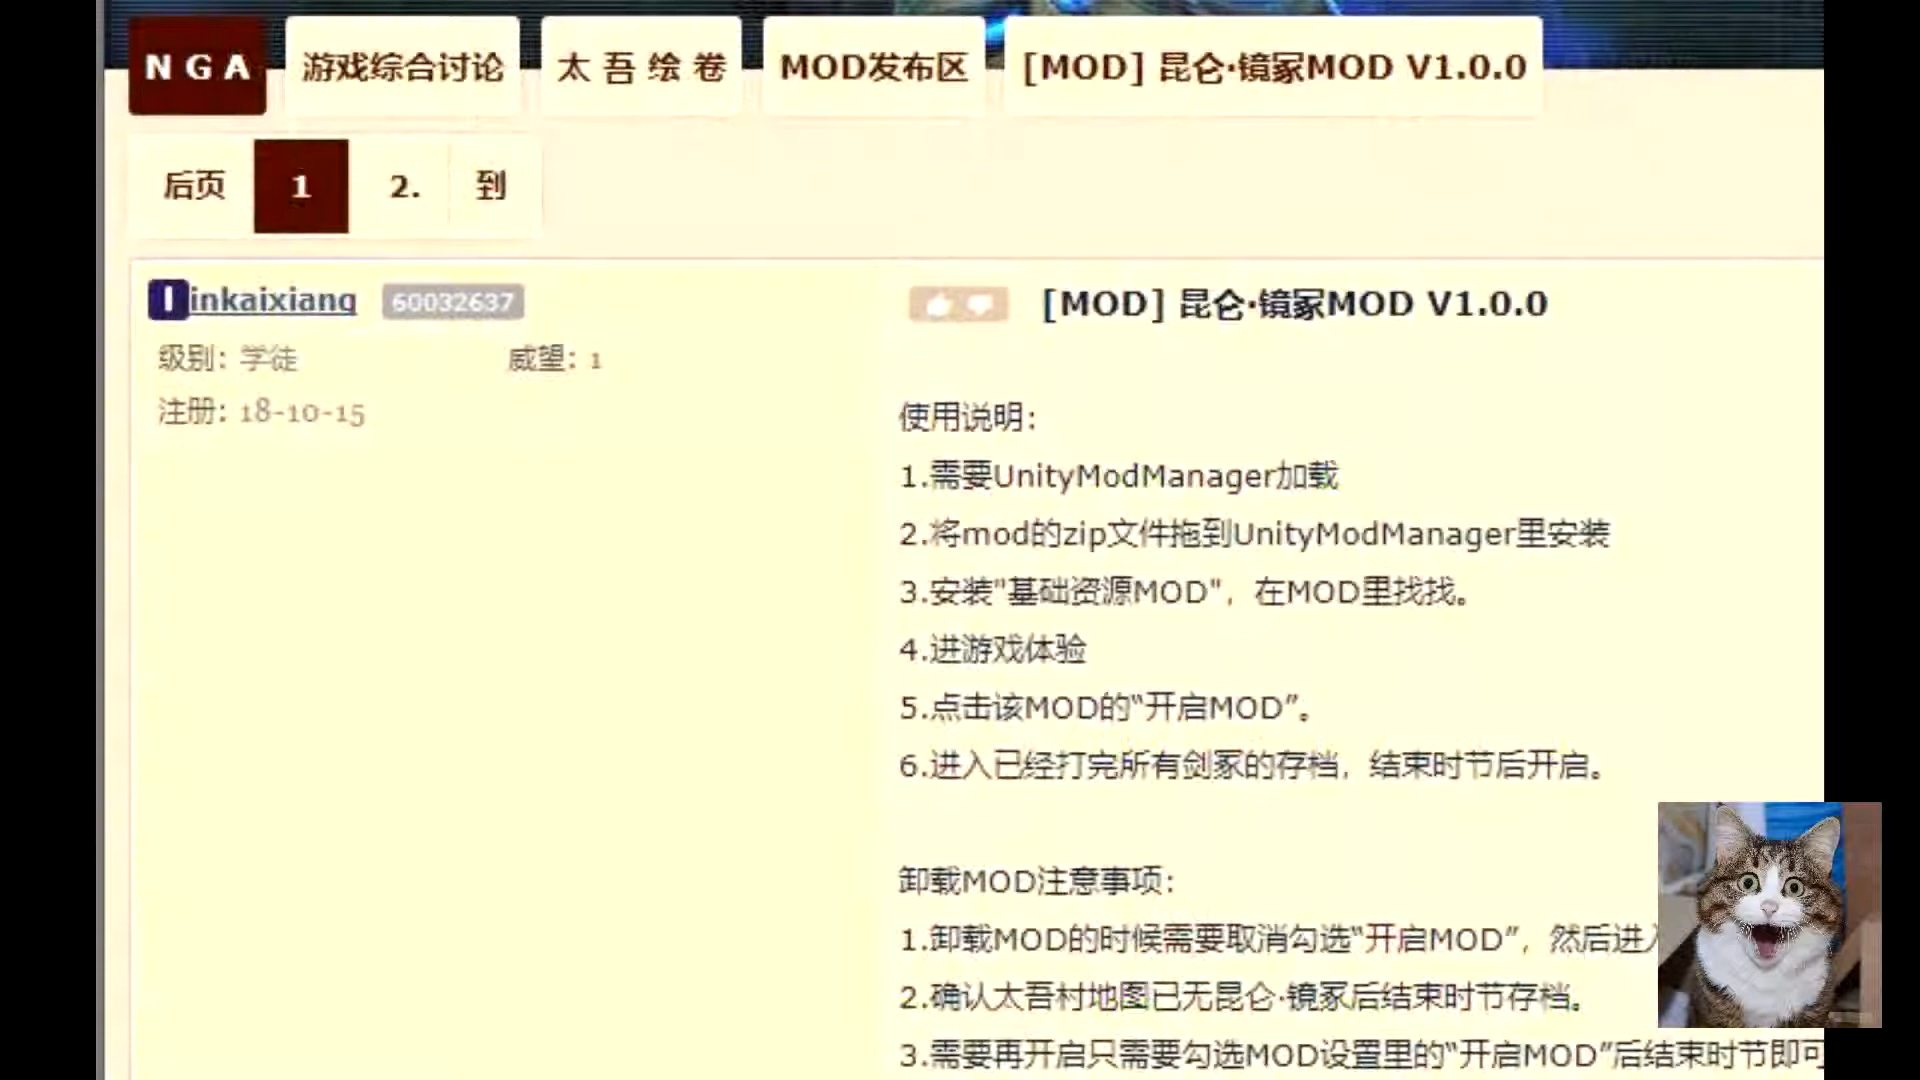 NGA 游戏综合讨论 太吾绘卷 MOD发布区 [MOD] 昆仑·镜冢MOD V1.0.0
后页 1 2. 到
linkaixiang 60032637
[MOD] 昆仑·镜冢MOD V1.0.0
级别: 学徒 威望: 1
注册: 18-10-15
使用说明:
1.需要UnityModManager加载
2.将mod的zip文件拖到UnityModManager里安装
3.安装"基础资源MOD"，在MOD里找找。
4.进游戏体验
5.点击该MOD的“开启MOD”。
6.进入已经打完所有剑冢的存档，结束时节后开启。
卸载MOD注意事项:
1.卸载MOD的时候需要取消勾选“开启MOD”，然后进入
2.确认太吾村地图已无昆仑·镜冢后结束时节存档。
3.需要再开启只需要勾选MOD设置里的“开启MOD”后结束时节即可